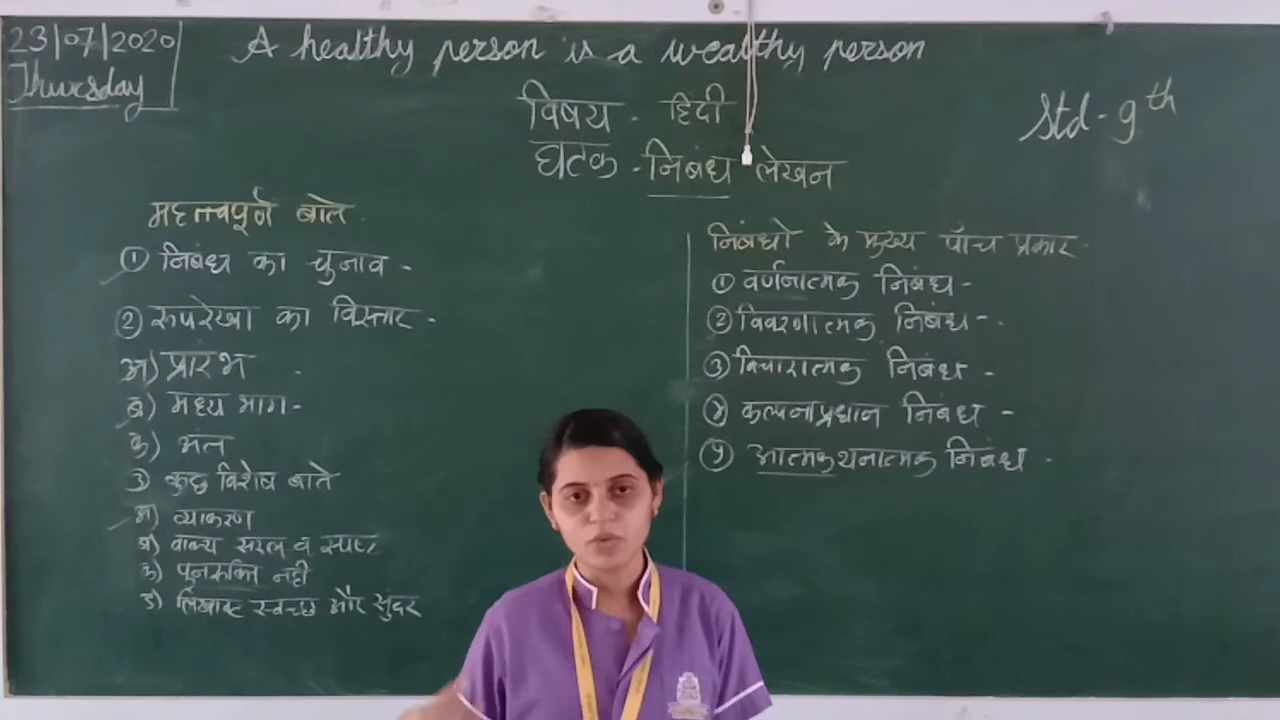 23/07/2020
Thursday
A healthy person is a wealthy person
Std - 9th
विषय - हिंदी
घटक - निबंध लेखन
महत्त्वपूर्ण बाते
① निबंध का चुनाव -
② रुपरेखा का विस्तार -
अ) प्रारंभ
ब) मध्य भाग -
क) अंत
३) कुछ विशेष बाते
अ) व्याकरण
ब) वाक्य सरल व स्पष्ट
क) पुनरुक्ति नही
ड) लिखावट स्वच्छ और सुंदर
निबंधो के मुख्य पाँच प्रकार -
① वर्णनात्मक निबंध -
② विवरणात्मक निबंध -
③ विचारात्मक निबंध -
④ कल्पनाप्रधान निबंध -
⑤ आत्मकथनात्मक निबंध -